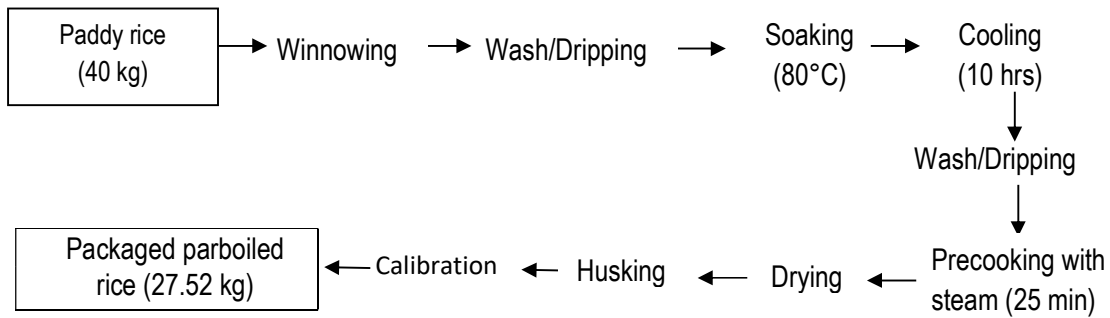 Paddy rice
(40 kg)
Winnowing
Wash/Dripping
Soaking
(80°C)
Cooling
(10 hrs)
Wash/Dripping
Precooking with
steam (25 min)
Drying
Husking
Calibration
Packaged parboiled
rice (27.52 kg)